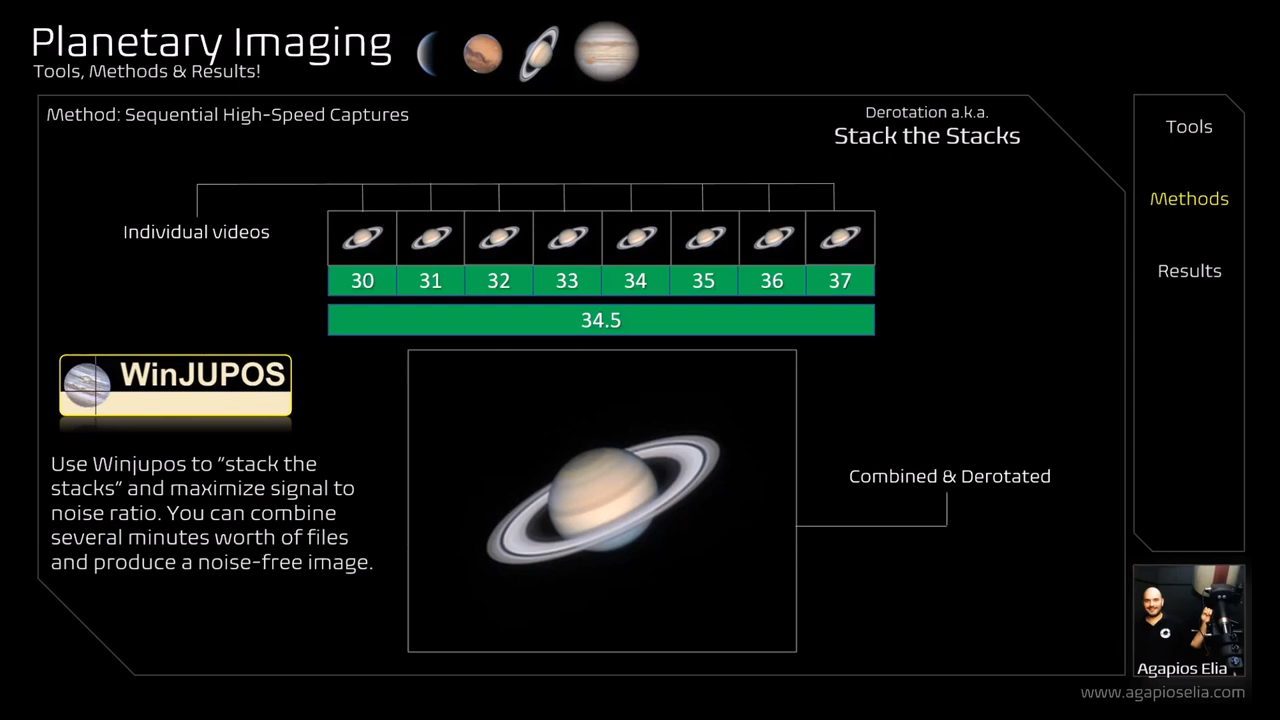 Planetary Imaging
Tools, Methods & Results!
Method: Sequential High-Speed Captures
Derotation a.k.a.
Stack the Stacks
Tools
Methods
Results
Individual videos
30 31 32 33 34 35 36 37
34.5
WinJUPOS
Use Winjupos to "stack the
stacks" and maximize signal to
noise ratio. You can combine
several minutes worth of files
and produce a noise-free image.
Combined & Derotated
Agapios Elia
www.agapioselia.com